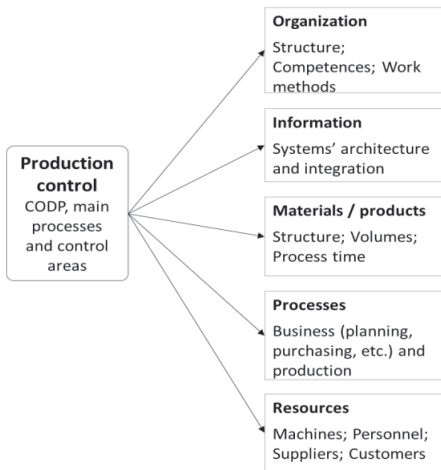 Production
control
CODP, main
processes
and control
areas
Organization
Structure;
Competences; Work
methods
Information
Systems' architecture
and integration
Materials / products
Structure; Volumes;
Process time
Processes
Business (planning,
purchasing, etc.) and
production
Resources
Machines; Personnel;
Suppliers; Customers